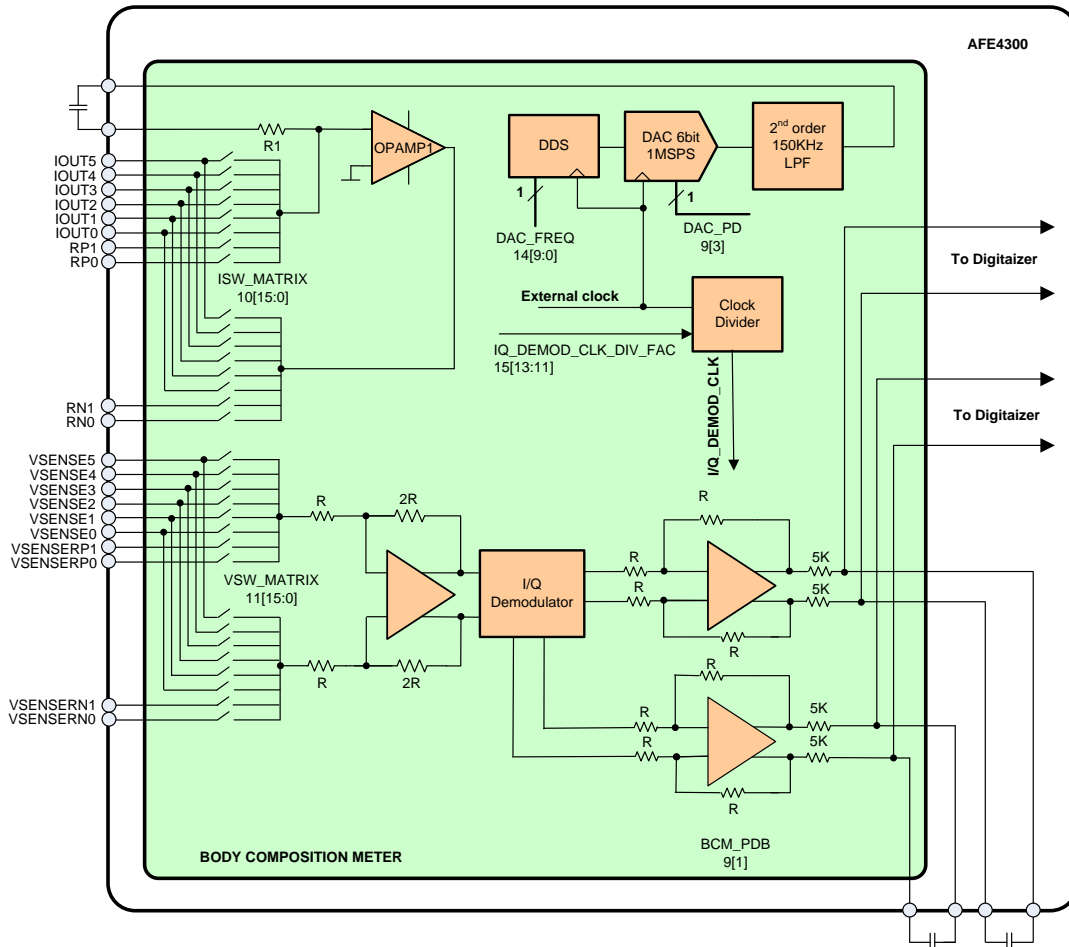 AFE4300
R1
OPAMP1
DDS
DAC 6bit
1MSPS
2nd order
150KHz
LPF
1
1
DAC_FREQ
14[9:0]
DAC_PD
9[3]
IOUT5
IOUT4
IOUT3
IOUT2
IOUT1
IOUT0
RP1
RP0
ISW_MATRIX
10[15:0]
To Digitaizer
External clock
Clock
Divider
IQ_DEMOD_CLK_DIV_FAC
15[13:11]
I/Q_DEMOD_CLK
To Digitaizer
RN1
RN0
VSENSE5
VSENSE4
VSENSE3
VSENSE2
VSENSE1
VSENSE0
VSENSERP1
VSENSERP0
VSW_MATRIX
11[15:0]
R
2R
R
2R
I/Q
Demodulator
R
R
R
5K
5K
R
VSENSERN1
VSENSERN0
R
R
R
5K
5K
R
BCM_PDB
9[1]
BODY COMPOSITION METER